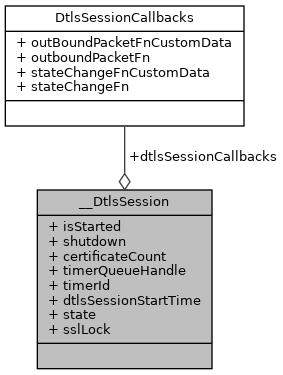 DtlsSessionCallbacks
+ outBoundPacketFnCustomData
+ outboundPacketFn
+ stateChangeFnCustomData
+ stateChangeFn
+dtlsSessionCallbacks
__DtlsSession
+ isStarted
+ shutdown
+ certificateCount
+ timerQueueHandle
+ timerId
+ dtlsSessionStartTime
+ state
+ sslLock